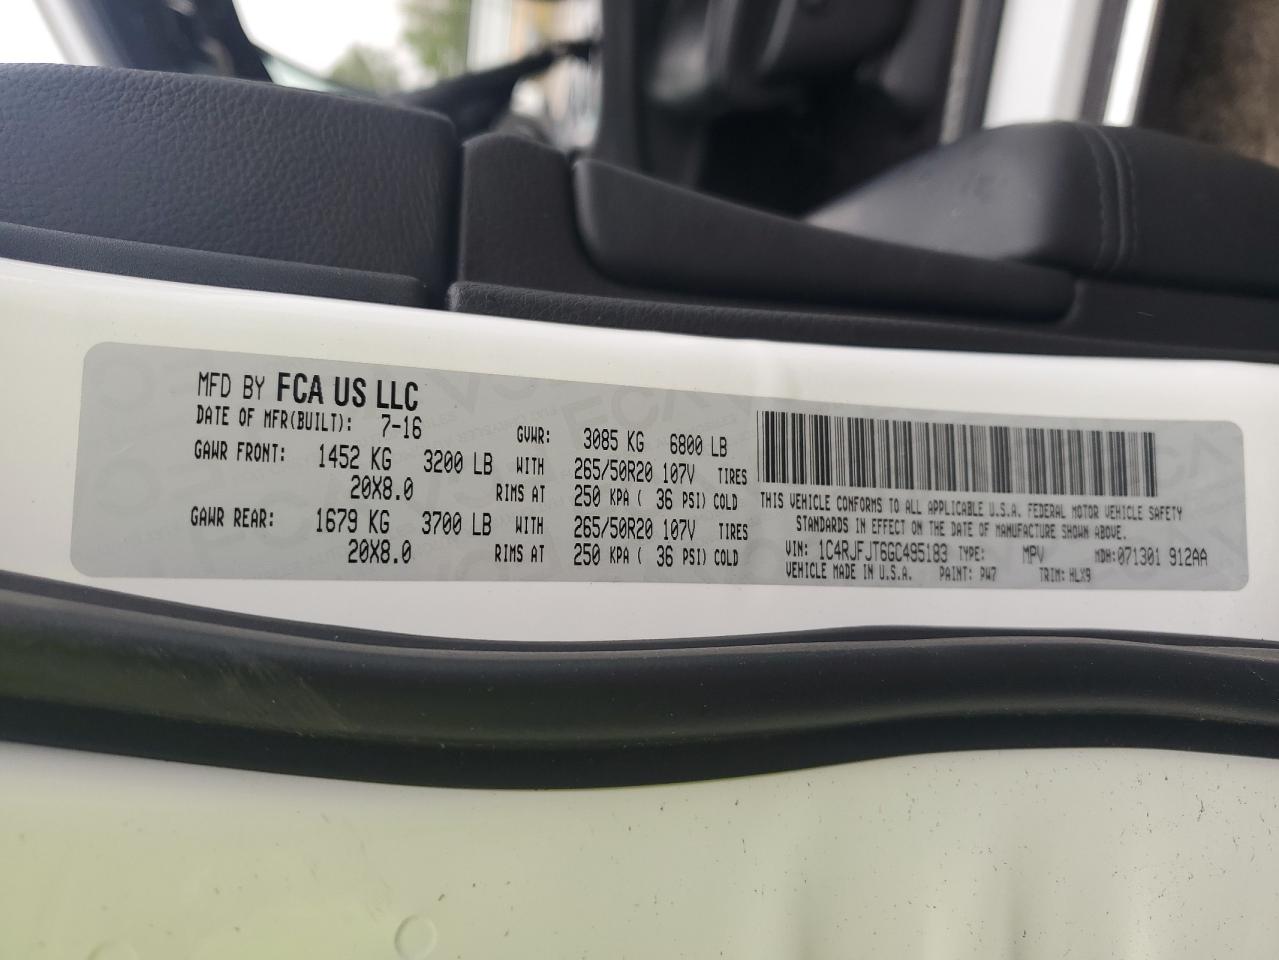 MFD BY FCA US LLC
DATE OF MFR(BUILT): 7-16 GVWR: 3085 KG 6800 LB
GAWR FRONT: 1452 KG 3200 LB WITH 265/50R20 107V TIRES
20X8.0 RIMS AT 250 KPA ( 36 PSI) COLD
GAWR REAR: 1679 KG 3700 LB WITH 265/50R20 107V TIRES
20X8.0 RIMS AT 250 KPA ( 36 PSI) COLD
THIS VEHICLE CONFORMS TO ALL APPLICABLE U.S.A. FEDERAL MOTOR VEHICLE SAFETY
STANDARDS IN EFFECT ON THE DATE OF MANUFACTURE SHOWN ABOVE.
VIN: 1C4RJFJT6GC495183 TYPE: MPV MDH:071301 912AA
VEHICLE MADE IN U.S.A. PAINT: PW7 TRIM: HLX9